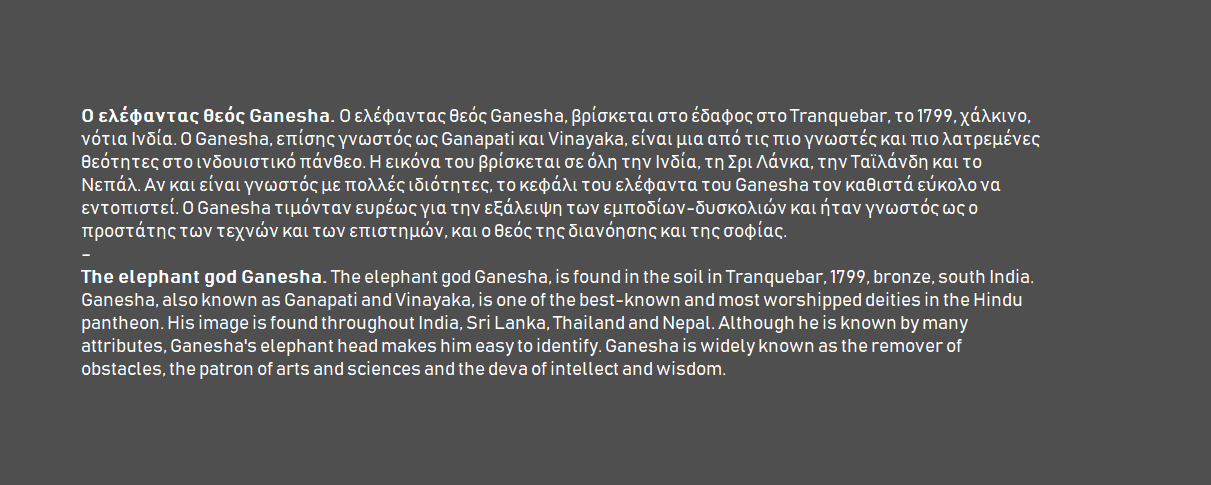 Ο ελέφαντας θεός Ganesha. Ο ελέφαντας θεός Ganesha, βρίσκεται στο έδαφος στο Tranquebar, το 1799, χάλκινο,
νότια Ινδία. Ο Ganesha, επίσης γνωστός ως Ganapati και Vinayaka, είναι μια από τις πιο γνωστές και πιο λατρεμένες
θεότητες στο ινδουιστικό πάνθεο. Η εικόνα του βρίσκεται σε όλη την Ινδία, τη Σρι Λάνκα, την Ταϊλάνδη και το
Νεπάλ. Αν και είναι γνωστός με πολλές ιδιότητες, το κεφάλι του ελέφαντα του Ganesha τον καθιστά εύκολο να
εντοπιστεί. Ο Ganesha τιμόνταν ευρέως για την εξάλειψη των εμποδίων-δυσκολιών και ήταν γνωστός ως ο
προστάτης των τεχνών και των επιστημών, και ο θεός της διανόησης και της σοφίας.
–
The elephant god Ganesha. The elephant god Ganesha, is found in the soil in Tranquebar, 1799, bronze, south India.
Ganesha, also known as Ganapati and Vinayaka, is one of the best-known and most worshipped deities in the Hindu
pantheon. His image is found throughout India, Sri Lanka, Thailand and Nepal. Although he is known by many
attributes, Ganesha's elephant head makes him easy to identify. Ganesha is widely known as the remover of
obstacles, the patron of arts and sciences and the deva of intellect and wisdom.